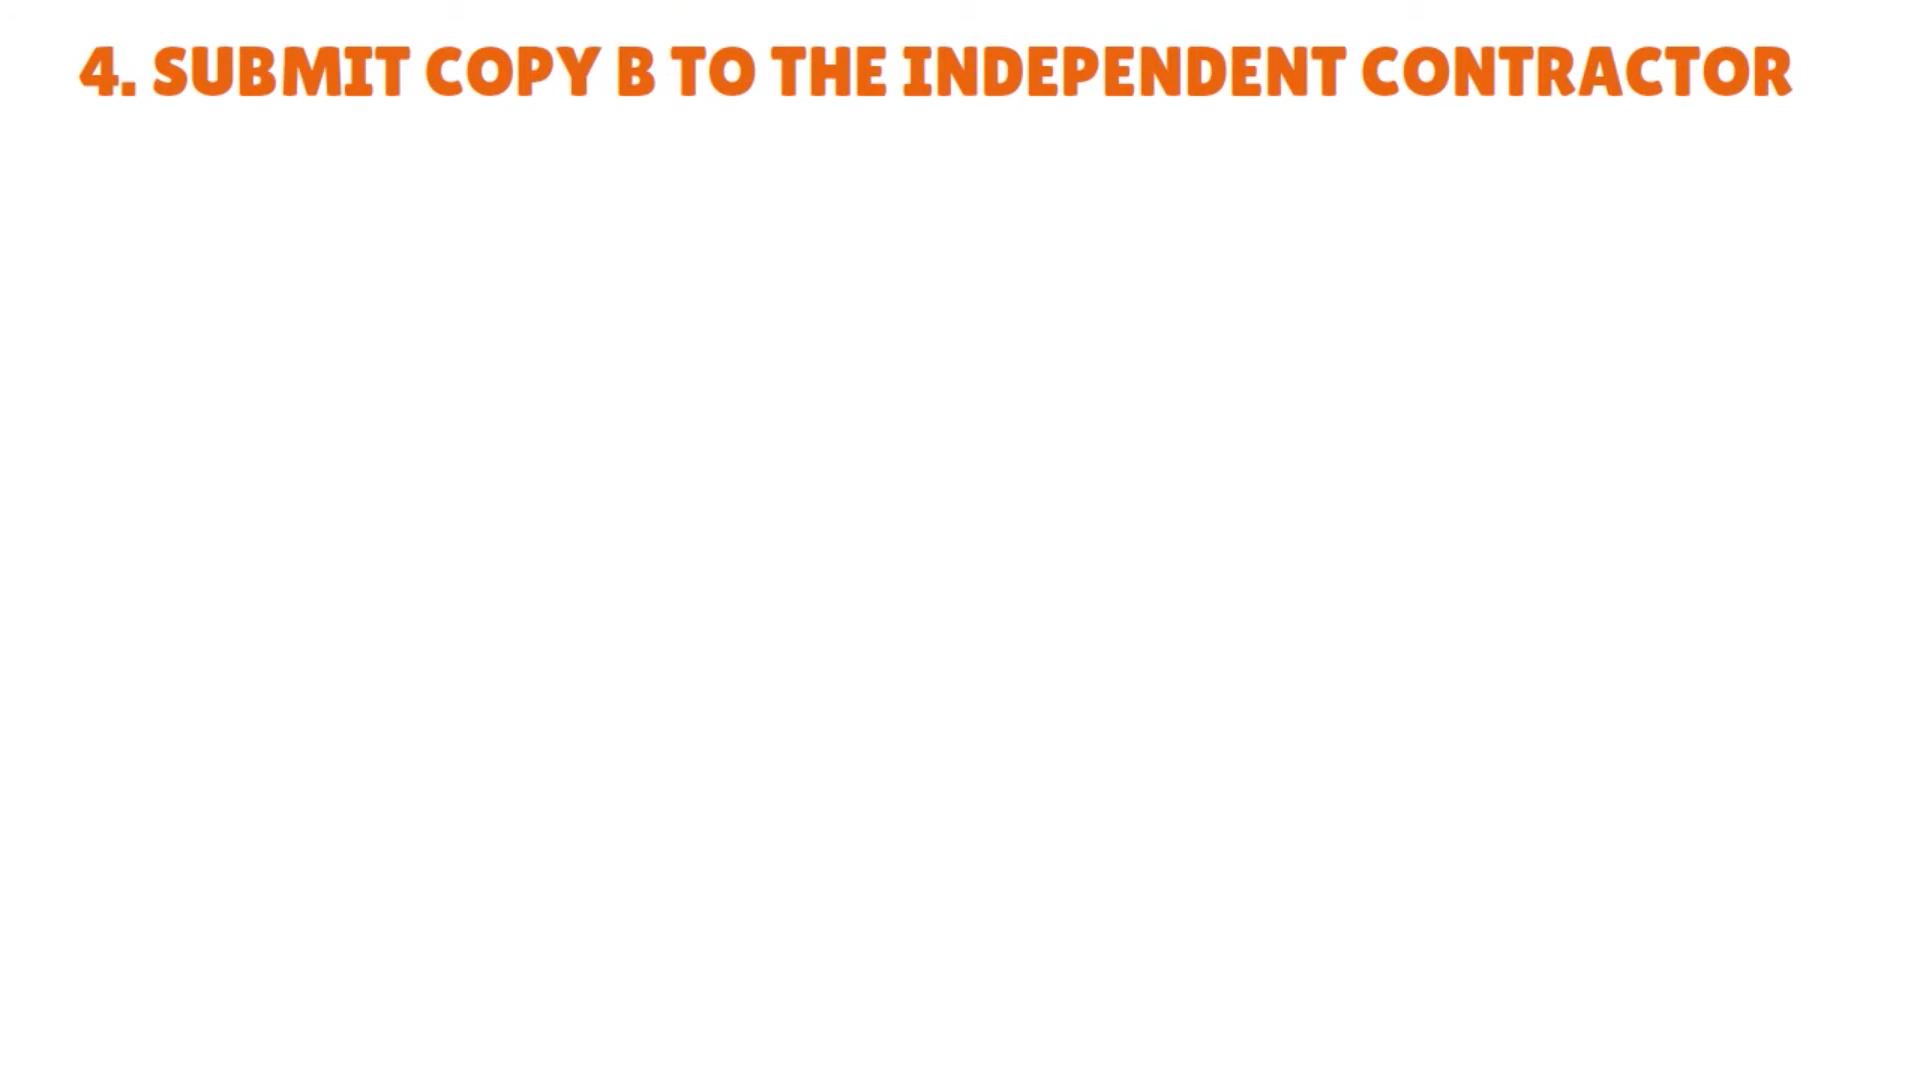 4. SUBMIT COPY B TO THE INDEPENDENT CONTRACTOR